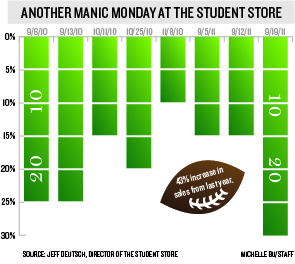 ANOTHER MANIC MONDAY AT THE STUDENT STORE
9/6/10 9/13/10 10/11/10 10/25/10 11/8/10 9/5/11 9/12/11 9/19/11
0%
5%
10%
10 10
15%
20%
20 20
25%
30%
43% increase in
sales from last year.
SOURCE: JEFF DEUTSCH, DIRECTOR OF THE STUDENT STORE MICHELLE BU/STAFF